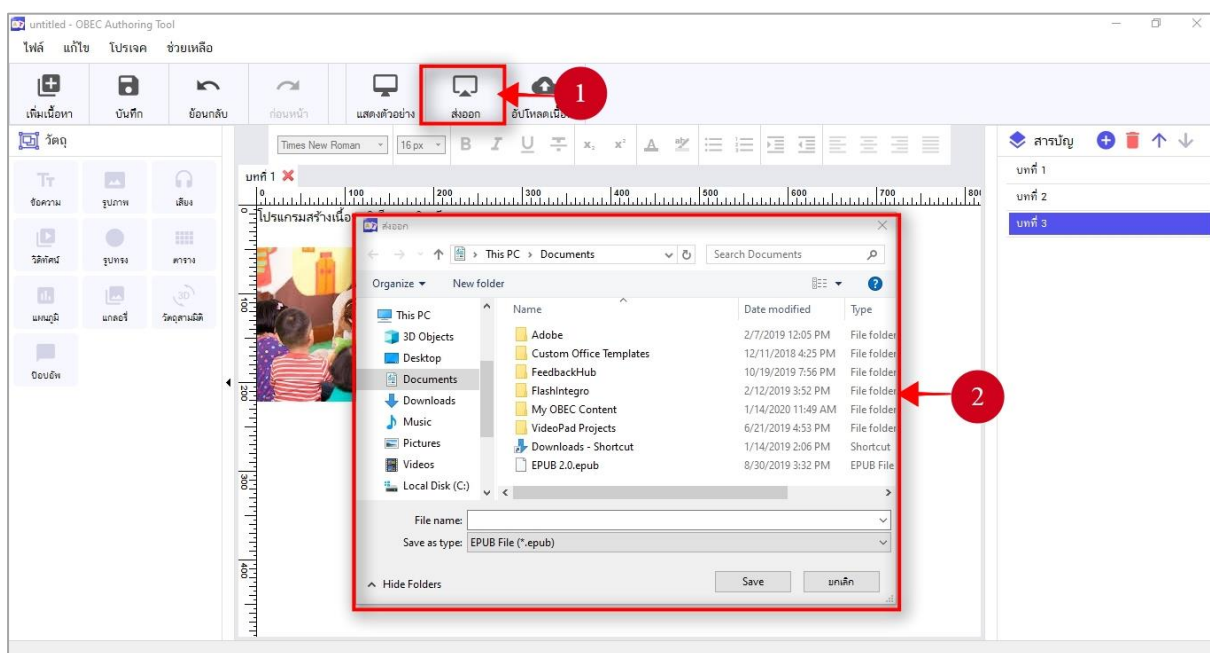 untitled - OBEC Authoring Tool
ไฟล์ แก้ไข โปรเจค ช่วยเหลือ
เพิ่มเนื้อหา บันทึก ย้อนกลับ ก่อนหน้า แสดงตัวอย่าง ส่งออก
1
วัตถุ
Times New Roman 16 px B I U
สารบัญ
ข้อความ รูปภาพ เสียง
วิดิทัศน์ รูปทรง ตาราง
แผนภูมิ แกลอรี่ วัตถุสามมิติ
ป๊อบอัพ
บทที่ 1
0 100 200 300 400 500 600 700 800
0 100 200 300 400
โปรแกรมสร้างเนื้อ
ส่งออก
This PC > Documents
Search Documents
Organize New folder
This PC
3D Objects
Desktop
Documents
Downloads
Music
Pictures
Videos
Local Disk (C:)
Name Date modified Type
Adobe 2/7/2019 12:05 PM File folder
Custom Office Templates 12/11/2018 4:25 PM File folder
FeedbackHub 10/19/2019 7:56 PM File folder
FlashIntegro 2/12/2019 3:52 PM File folder
My OBEC Content 1/14/2020 11:49 AM File folder
VideoPad Projects 6/21/2019 4:53 PM File folder
Downloads - Shortcut 1/14/2019 2:06 PM Shortcut
EPUB 2.0.epub 8/30/2019 3:32 PM EPUB File
File name:
Save as type: EPUB File (*.epub)
Hide Folders
Save ยกเลิก
2
บทที่ 1
บทที่ 2
บทที่ 3